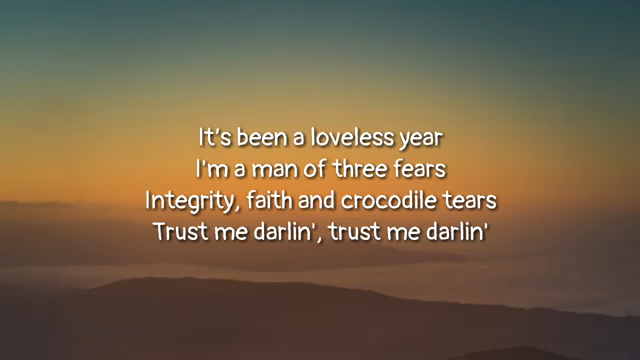 It's been a loveless year
I'm a man of three fears
Integrity, faith and crocodile tears
Trust me darlin', trust me darlin'